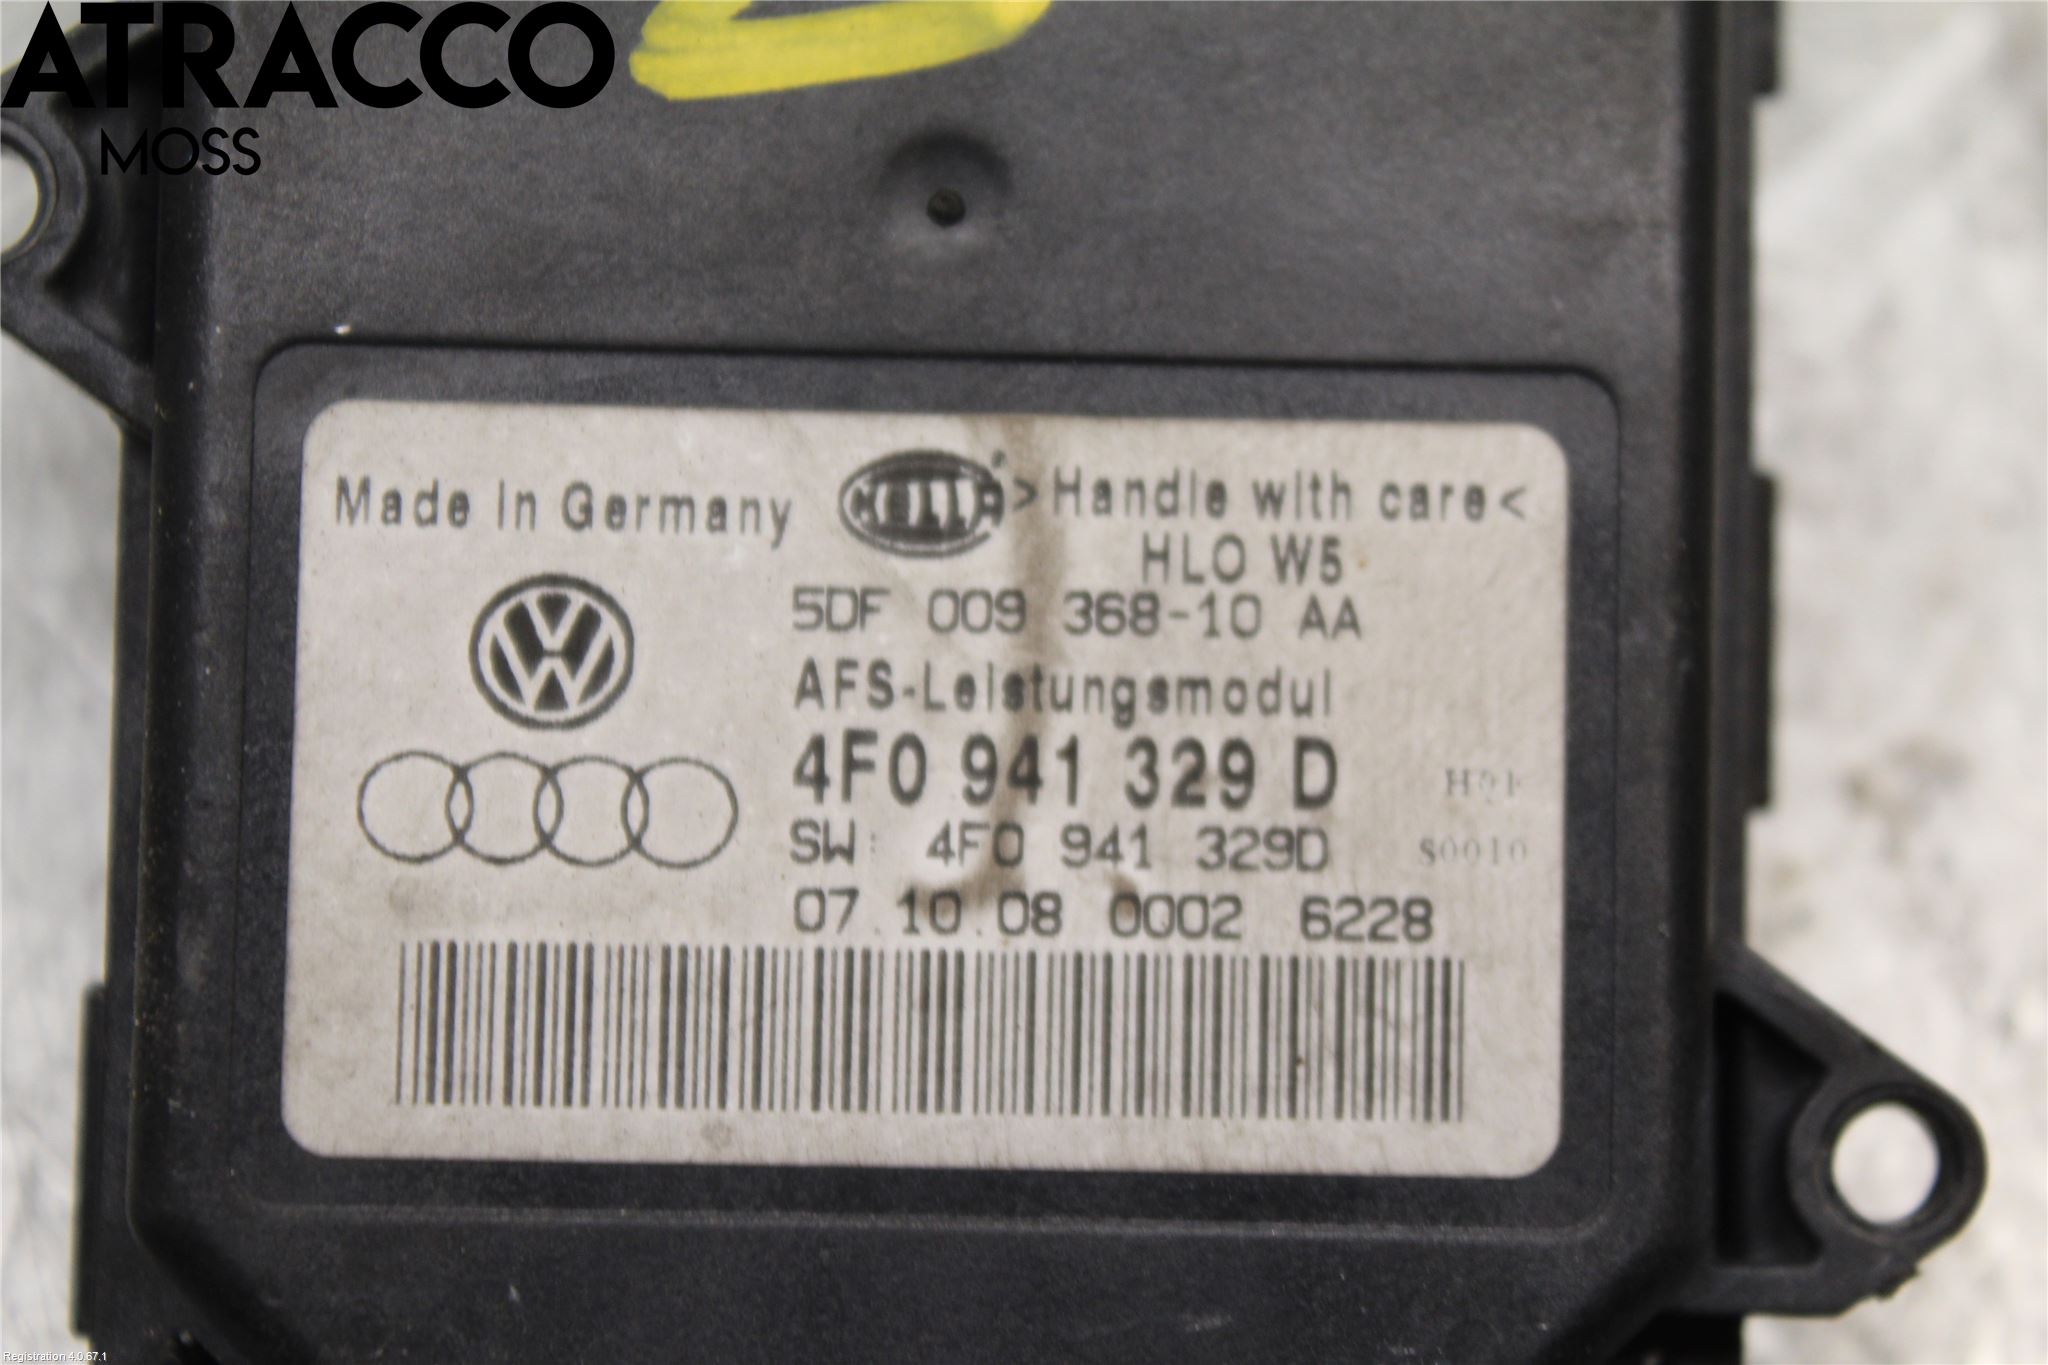 ATRACCO
MOSS
Made in Germany HELLA >Handle with care<
HLO W5
5DF 009 368-10 AA
AFS-Leistungsmodul
4F0 941 329 D
SW: 4F0 941 329D S0010
07.10.08 0002 6228
Registration 4.0.67.1